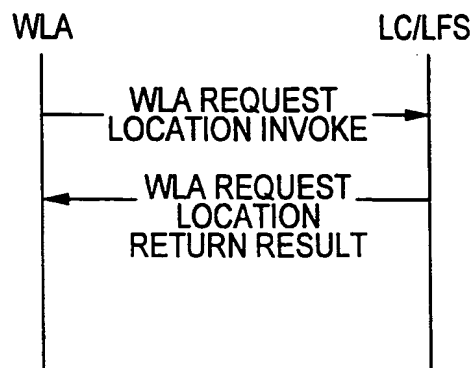 WLA
LC/LFS
WLA REQUEST
LOCATION INVOKE
WLA REQUEST
LOCATION
RETURN RESULT